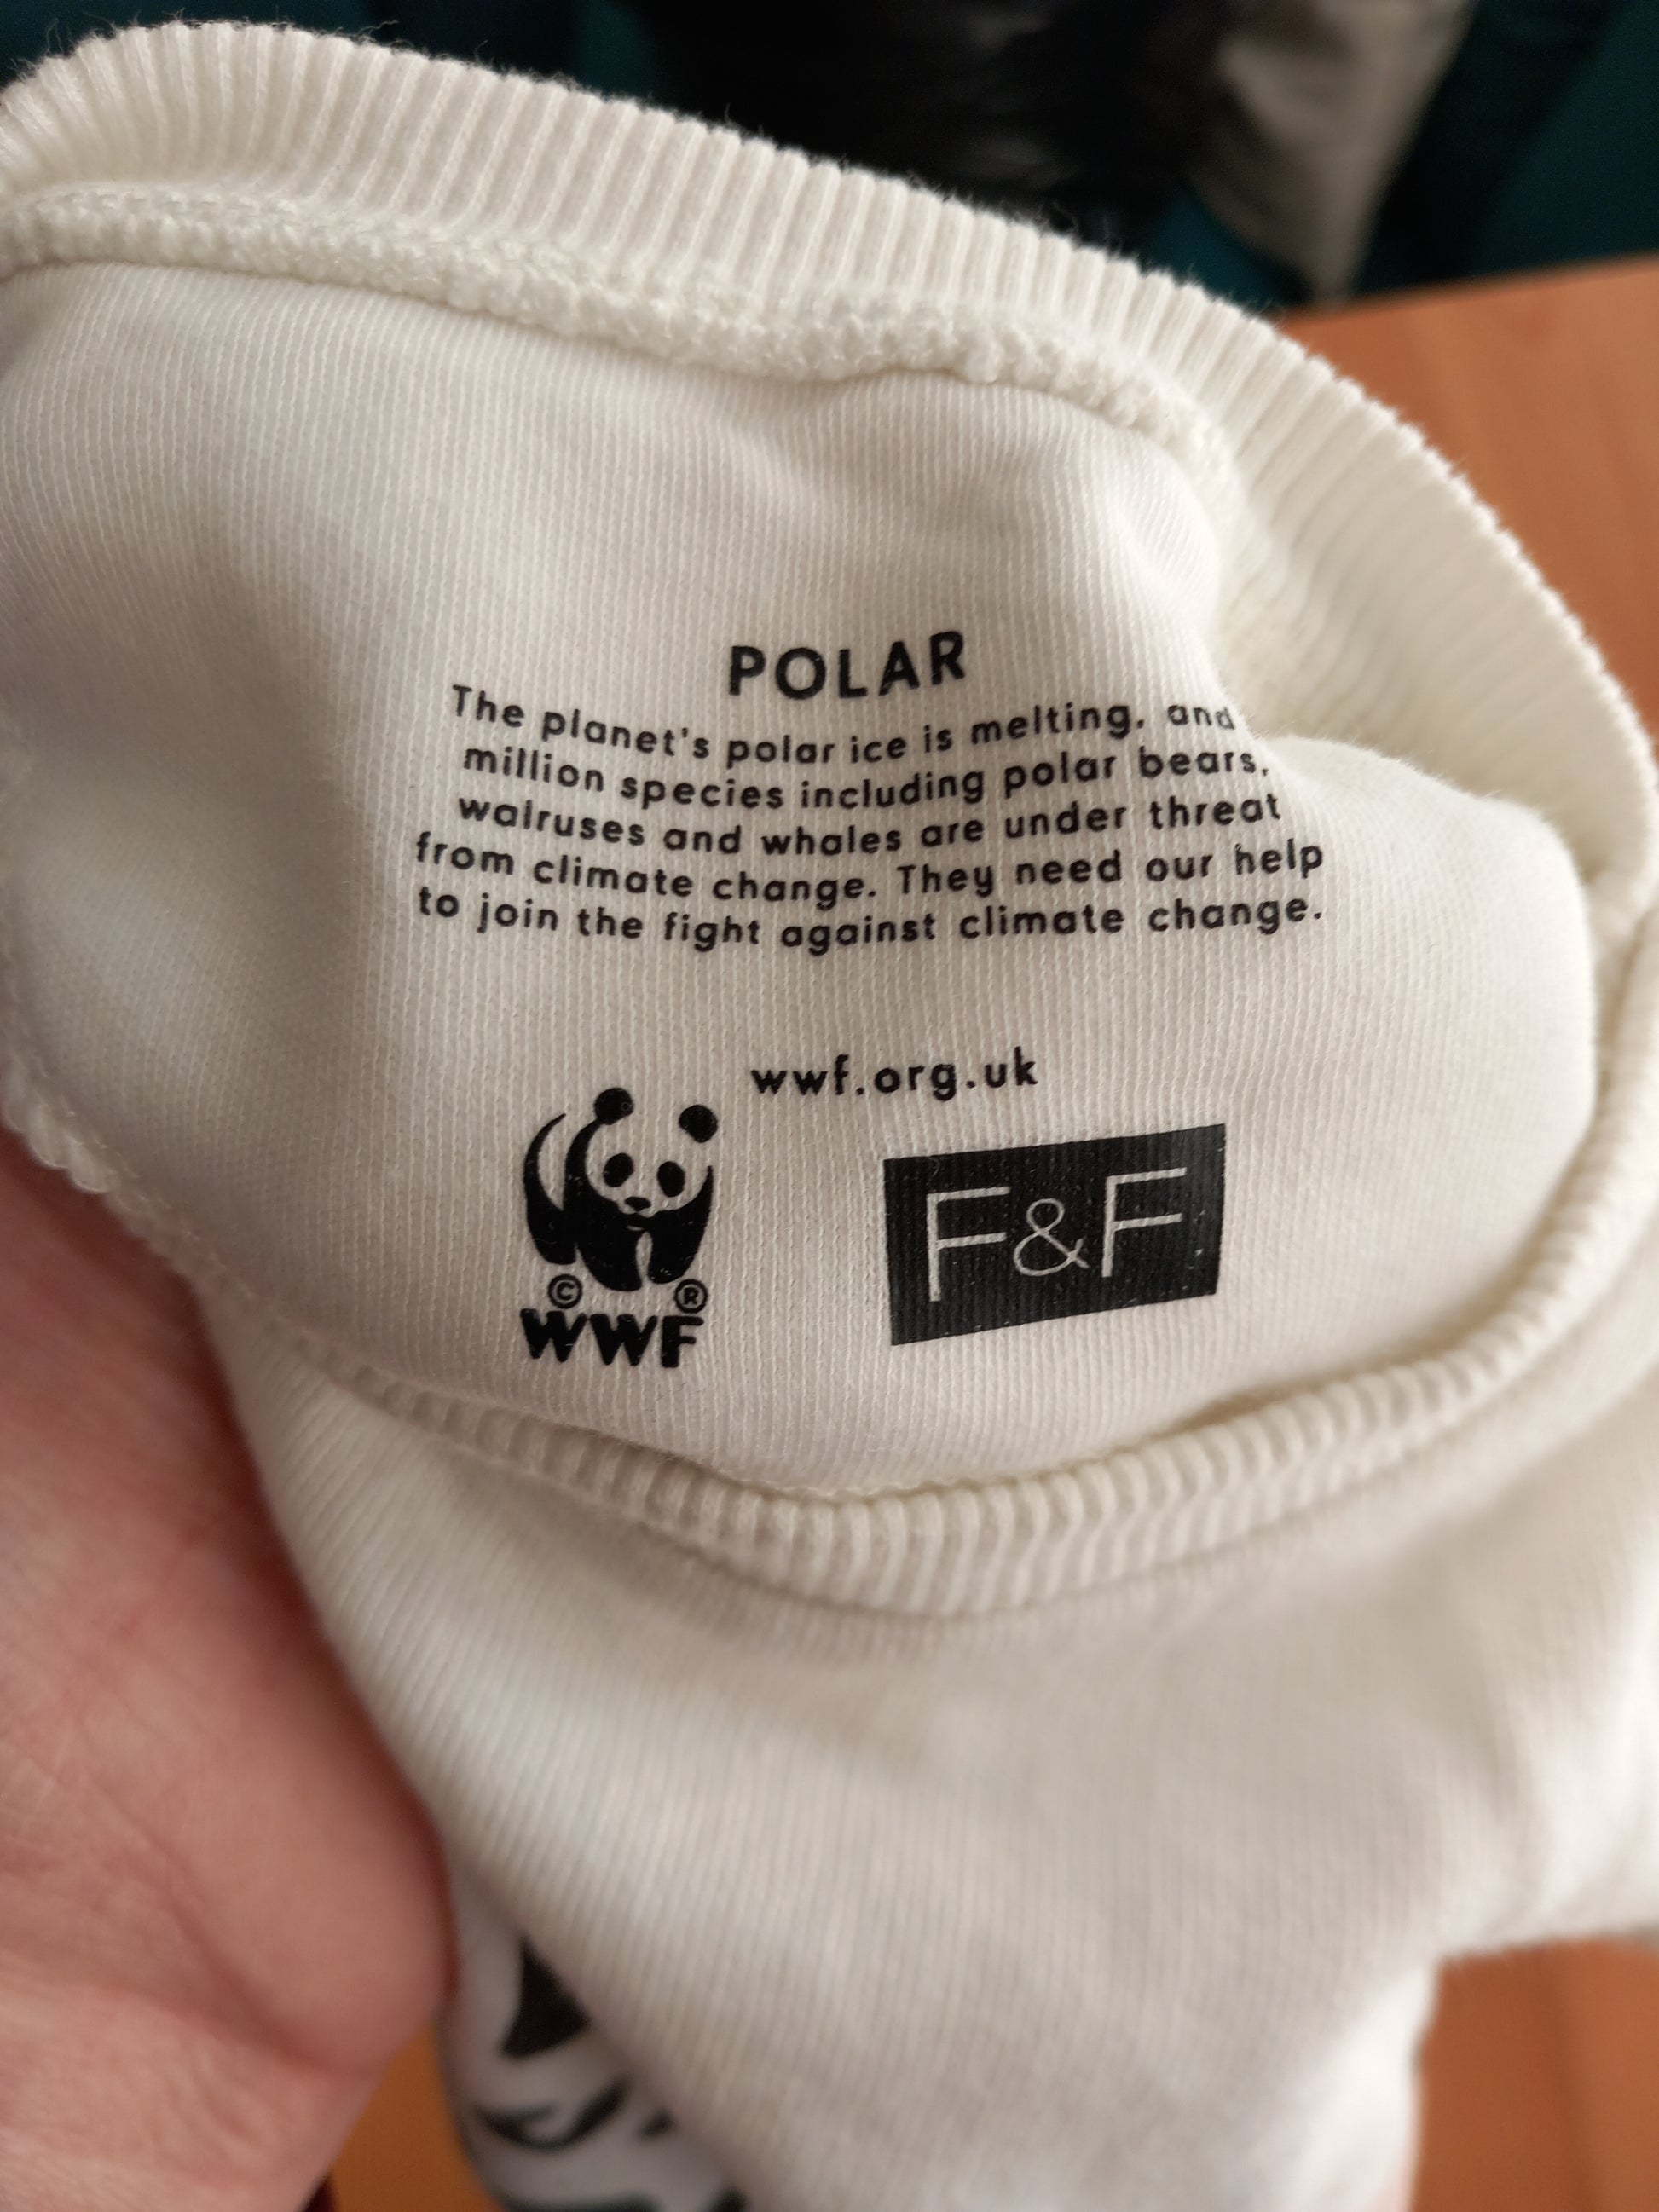 POLAR
The planet's polar ice is melting, and
million species including polar bears,
walruses and whales are under threat
from climate change. They need our help
to join the fight against climate change.
wwf.org.uk
© ®
WWF
F&F